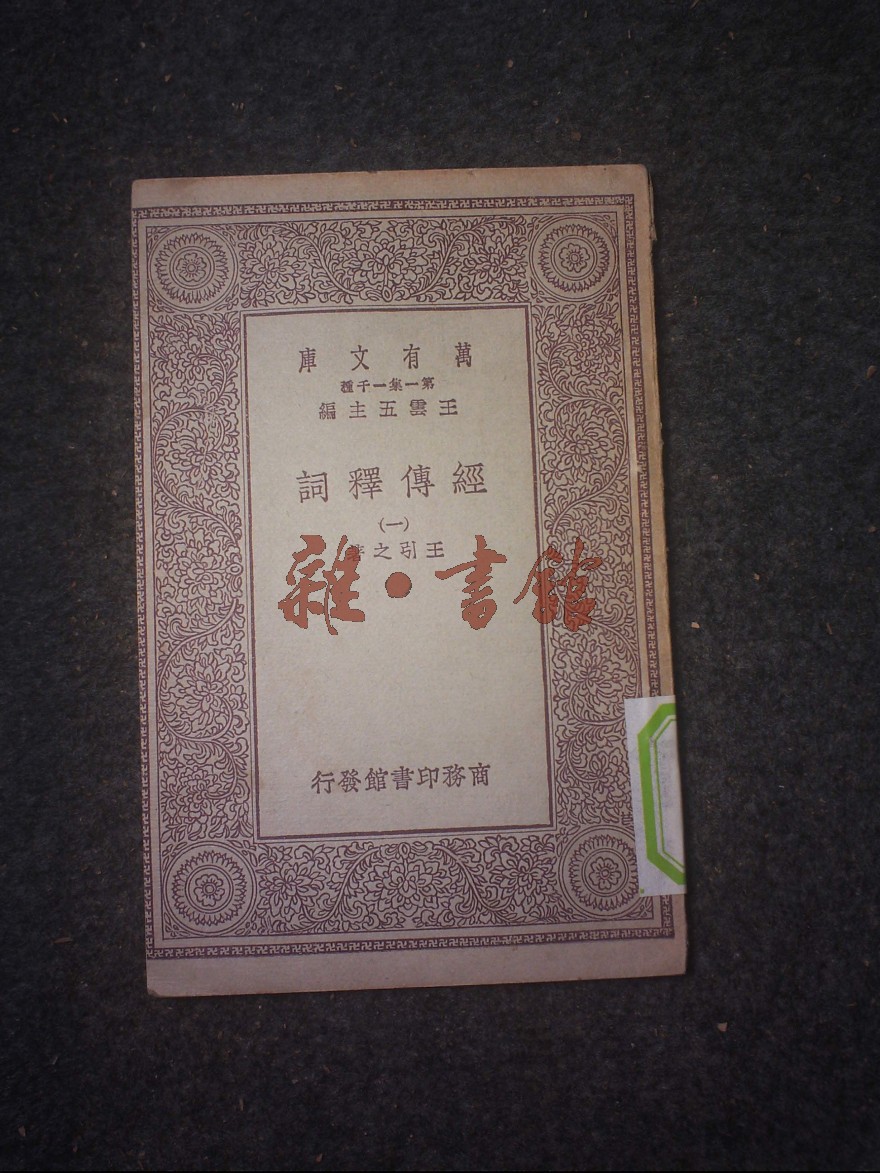 萬有文庫
第一集一千種
王雲五主編
經傳釋詞
(一)
王引之著
雜·書館
商務印書館發行